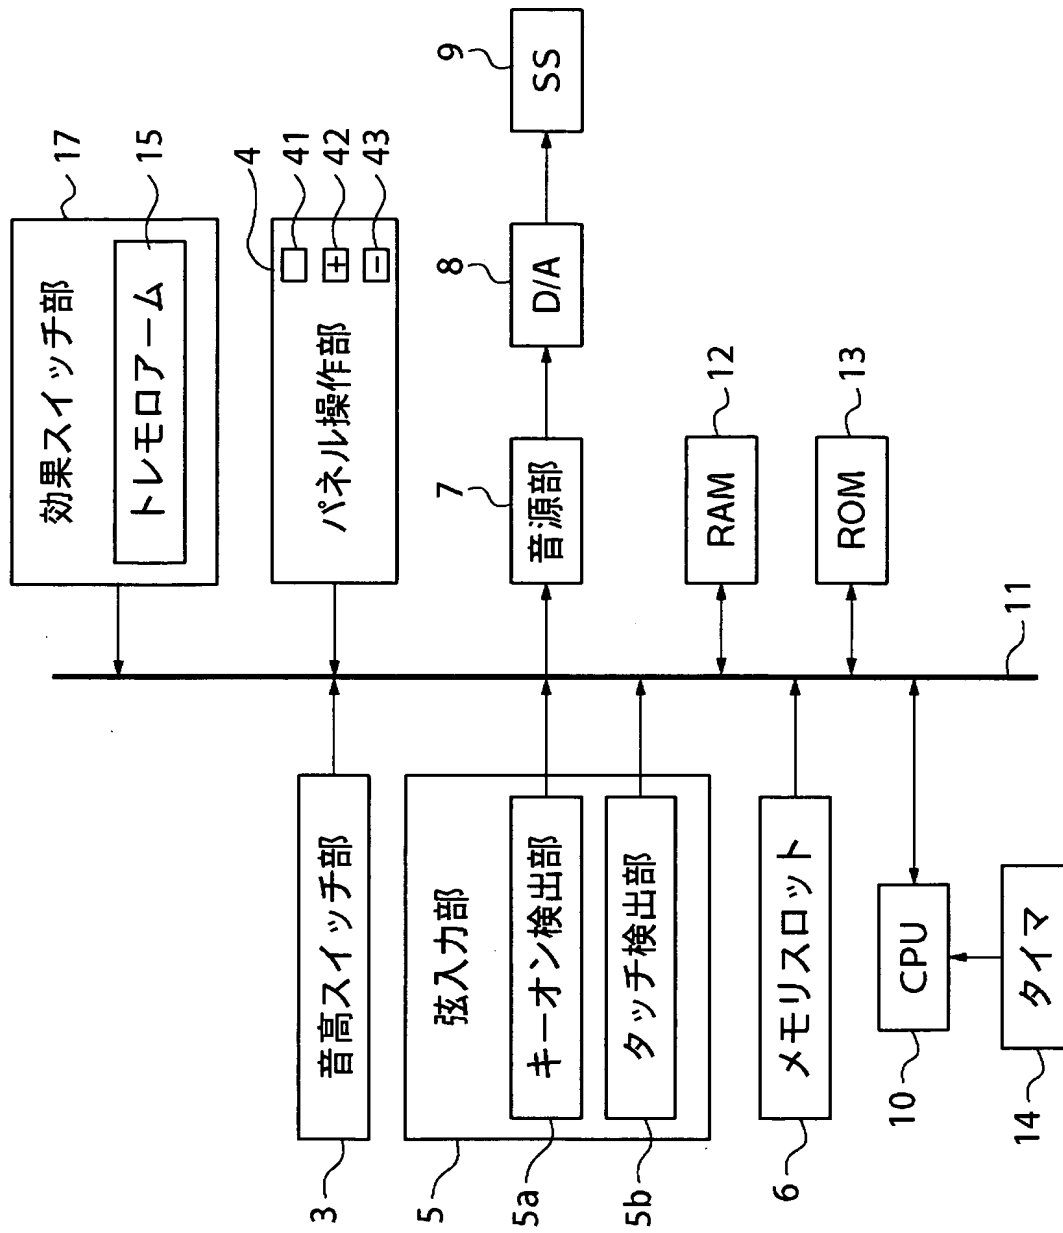 効果スイッチ部
17
トレモロアーム
15
パネル操作部
4
41
+
42
-
43
音源部
7
D/A
8
SS
9
RAM
12
ROM
13
11
音高スイッチ部
3
弦入力部
5
キーオン検出部
5a
タッチ検出部
5b
メモリスロット
6
CPU
10
タイマ
14